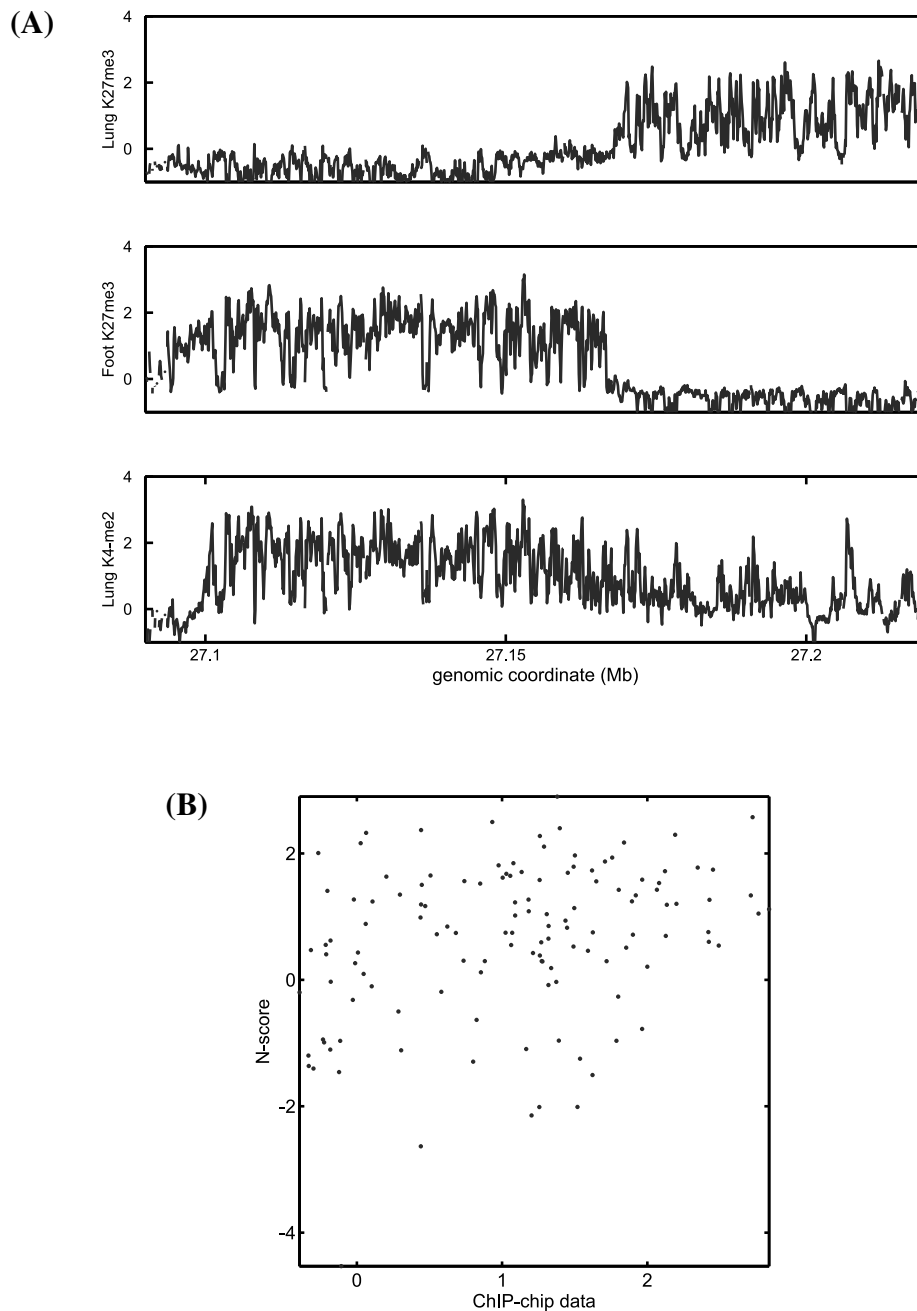 (A)
4
2
0
Lung K27me3
4
2
0
Foot K27me3
4
2
0
Lung K4-me2
27.1 27.15 27.2
genomic coordinate (Mb)
(B)
2
0
−2
−4
N-score
0 1 2
ChIP-chip data